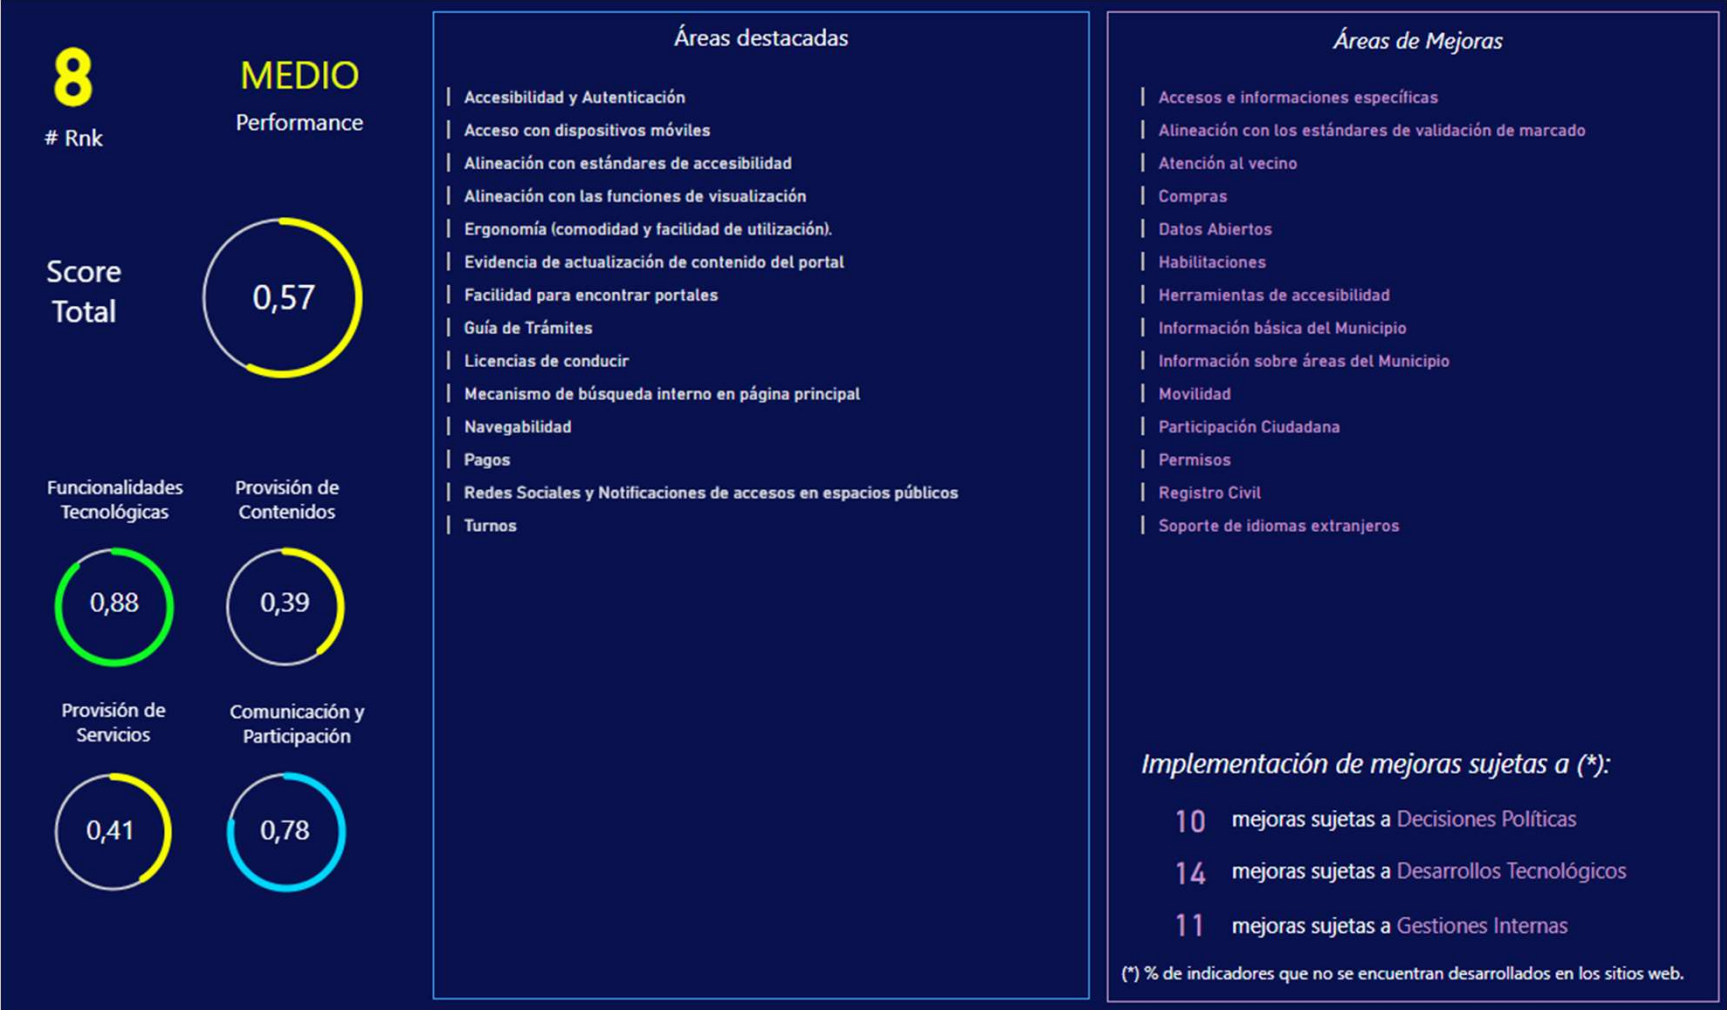 8
# Rnk
MEDIO
Performance
Score
Total
0,57
Funcionalidades
Tecnológicas
0,88
Provisión de
Contenidos
0,39
Provisión de
Servicios
0,41
Comunicación y
Participación
0,78
Áreas destacadas
Accesibilidad y Autenticación
Acceso con dispositivos móviles
Alineación con estándares de accesibilidad
Alineación con las funciones de visualización
Ergonomía (comodidad y facilidad de utilización).
Evidencia de actualización de contenido del portal
Facilidad para encontrar portales
Guía de Trámites
Licencias de conducir
Mecanismo de búsqueda interno en página principal
Navegabilidad
Pagos
Redes Sociales y Notificaciones de accesos en espacios públicos
Turnos
Áreas de Mejoras
Accesos e informaciones específicas
Alineación con los estándares de validación de marcado
Atención al vecino
Compras
Datos Abiertos
Habilitaciones
Herramientas de accesibilidad
Información básica del Municipio
Información sobre áreas del Municipio
Movilidad
Participación Ciudadana
Permisos
Registro Civil
Soporte de idiomas extranjeros
Implementación de mejoras sujetas a (*):
10 mejoras sujetas a Decisiones Políticas
14 mejoras sujetas a Desarrollos Tecnológicos
11 mejoras sujetas a Gestiones Internas
(*) % de indicadores que no se encuentran desarrollados en los sitios web.